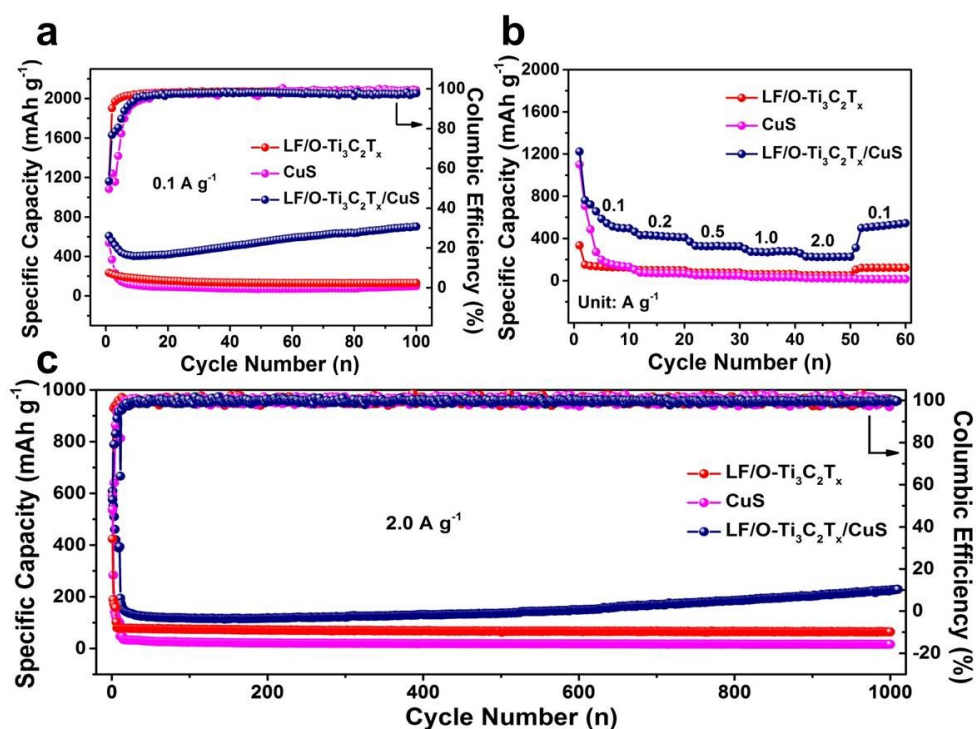 a
Specific Capacity (mAh g⁻¹)
2000
1600
1200
800
400
0
100
80
60
40
20
0
Columbic Efficiency (%)
LF/O-Ti₃C₂Tₓ
CuS
LF/O-Ti₃C₂Tₓ/CuS
0.1 A g⁻¹
0 20 40 60 80 100
Cycle Number (n)
b
Specific Capacity (mAh g⁻¹)
2000
1600
1200
800
400
0
LF/O-Ti₃C₂Tₓ
CuS
LF/O-Ti₃C₂Tₓ/CuS
0.1 0.2 0.5 1.0 2.0 0.1
Unit: A g⁻¹
0 10 20 30 40 50 60
Cycle Number (n)
c
Specific Capacity (mAh g⁻¹)
1000
800
600
400
200
0
100
80
60
40
20
0
-20
Columbic Efficiency (%)
LF/O-Ti₃C₂Tₓ
CuS
LF/O-Ti₃C₂Tₓ/CuS
2.0 A g⁻¹
0 200 400 600 800 1000
Cycle Number (n)